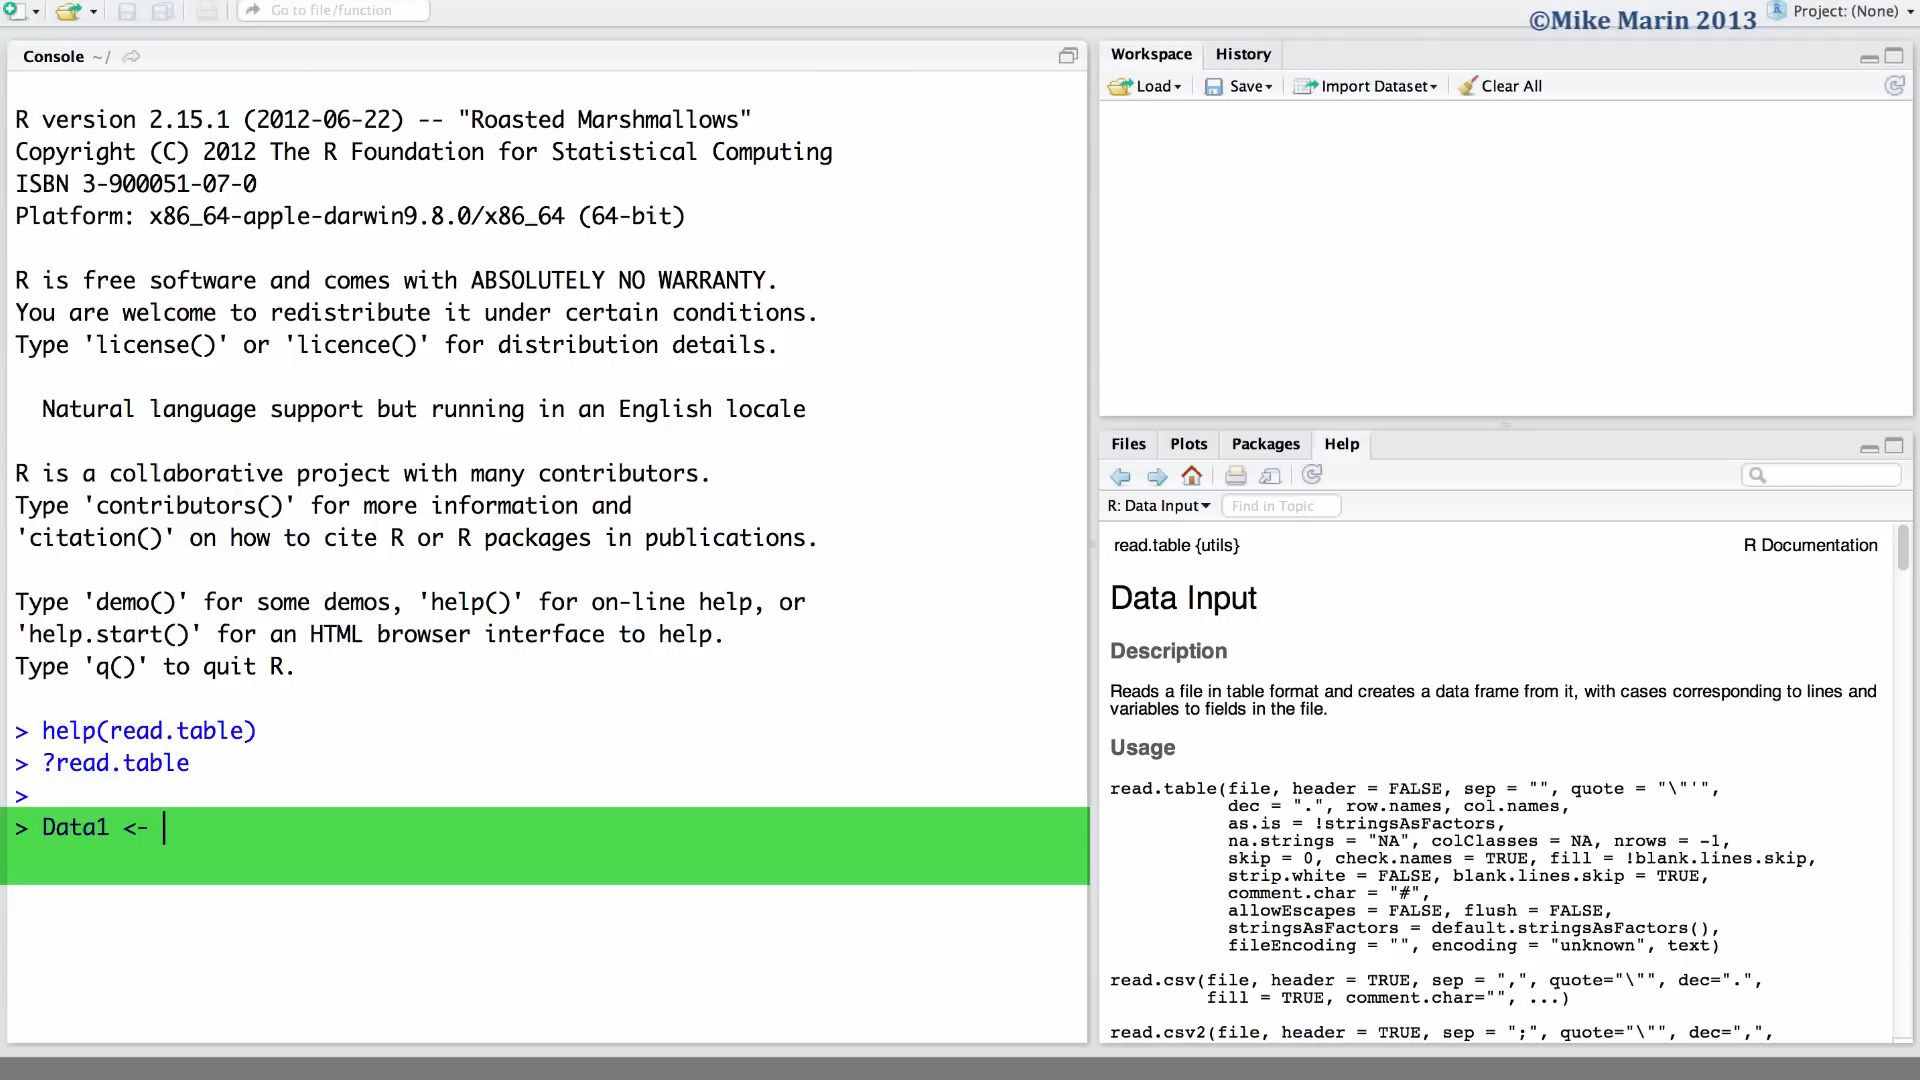 Go to file/function
©Mike Marin 2013
Project: (None)
Console ~/
R version 2.15.1 (2012-06-22) -- "Roasted Marshmallows"
Copyright (C) 2012 The R Foundation for Statistical Computing
ISBN 3-900051-07-0
Platform: x86_64-apple-darwin9.8.0/x86_64 (64-bit)
R is free software and comes with ABSOLUTELY NO WARRANTY.
You are welcome to redistribute it under certain conditions.
Type 'license()' or 'licence()' for distribution details.
Natural language support but running in an English locale
R is a collaborative project with many contributors.
Type 'contributors()' for more information and
'citation()' on how to cite R or R packages in publications.
Type 'demo()' for some demos, 'help()' for on-line help, or
'help.start()' for an HTML browser interface to help.
Type 'q()' to quit R.
> help(read.table)
> ?read.table
>
> Data1 <-
Workspace History
Load Save Import Dataset Clear All
Files Plots Packages Help
R: Data Input Find in Topic
read.table {utils} R Documentation
Data Input
Description
Reads a file in table format and creates a data frame from it, with cases corresponding to lines and
variables to fields in the file.
Usage
read.table(file, header = FALSE, sep = "", quote = "\"'",
dec = ".", row.names, col.names,
as.is = !stringsAsFactors,
na.strings = "NA", colClasses = NA, nrows = -1,
skip = 0, check.names = TRUE, fill = !blank.lines.skip,
strip.white = FALSE, blank.lines.skip = TRUE,
comment.char = "#",
allowEscapes = FALSE, flush = FALSE,
stringsAsFactors = default.stringsAsFactors(),
fileEncoding = "", encoding = "unknown", text)
read.csv(file, header = TRUE, sep = ",", quote="\"", dec=".",
fill = TRUE, comment.char="", ...)
read.csv2(file, header = TRUE, sep = ";", quote="\"", dec=",",